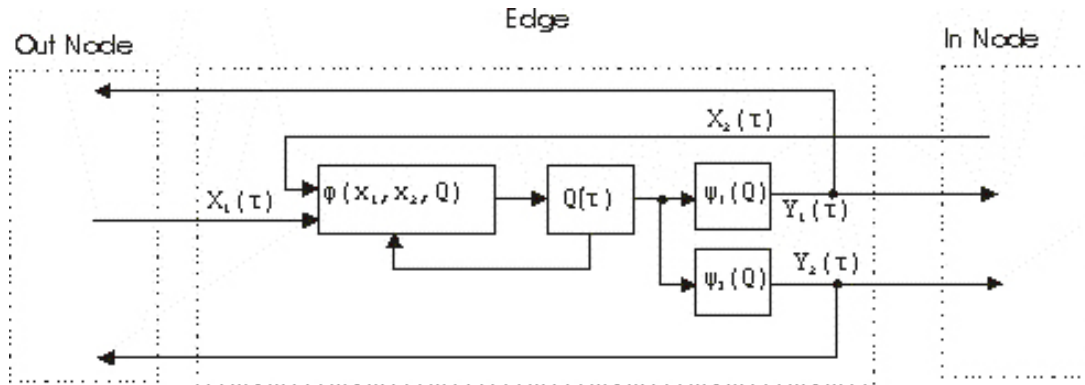 Edge
Out Node
In Node
X₂(τ)
X₁(τ)
φ(x₁,x₂,Q)
Q(τ)
ψ₁(Q)
Y₁(τ)
ψ₂(Q)
Y₂(τ)